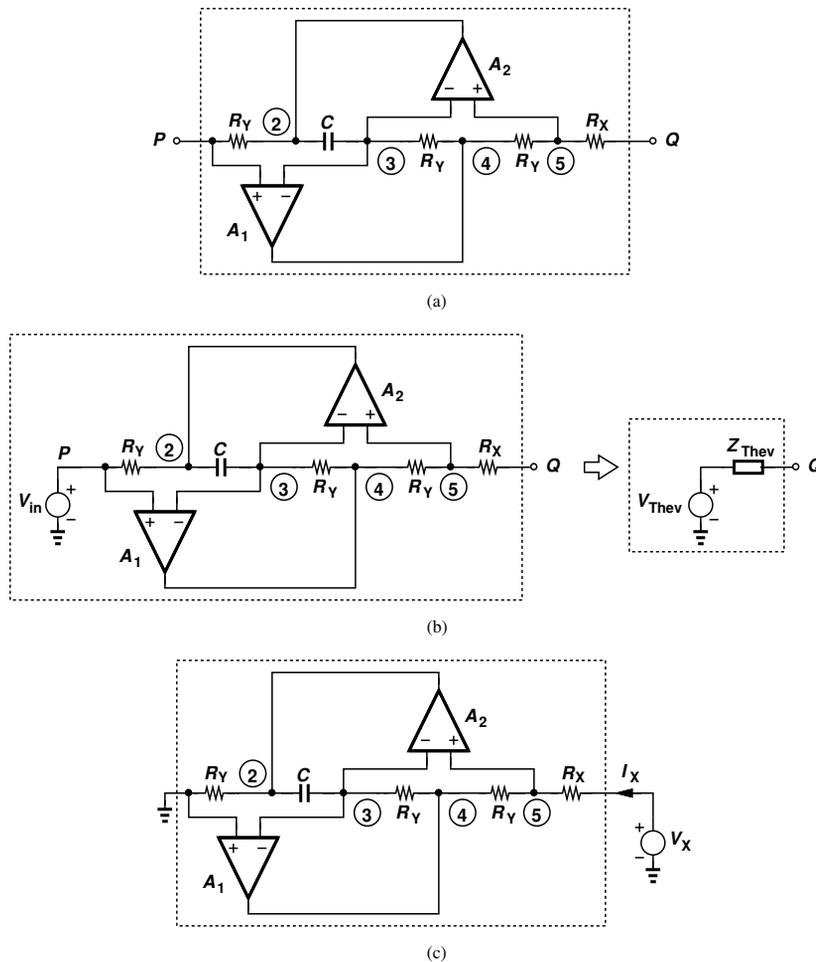 A2
− +
P RY 2 C RX Q
3 RY 4 RY 5
+ −
A1
(a)
A2
− +
P RY 2 C RX Q ZThev
3 RY 4 RY 5
Vin + − + − VThev + − Q
A1
(b)
A2
− +
RY 2 C RX IX
3 RY 4 RY 5
+ − + − VX
A1
(c)